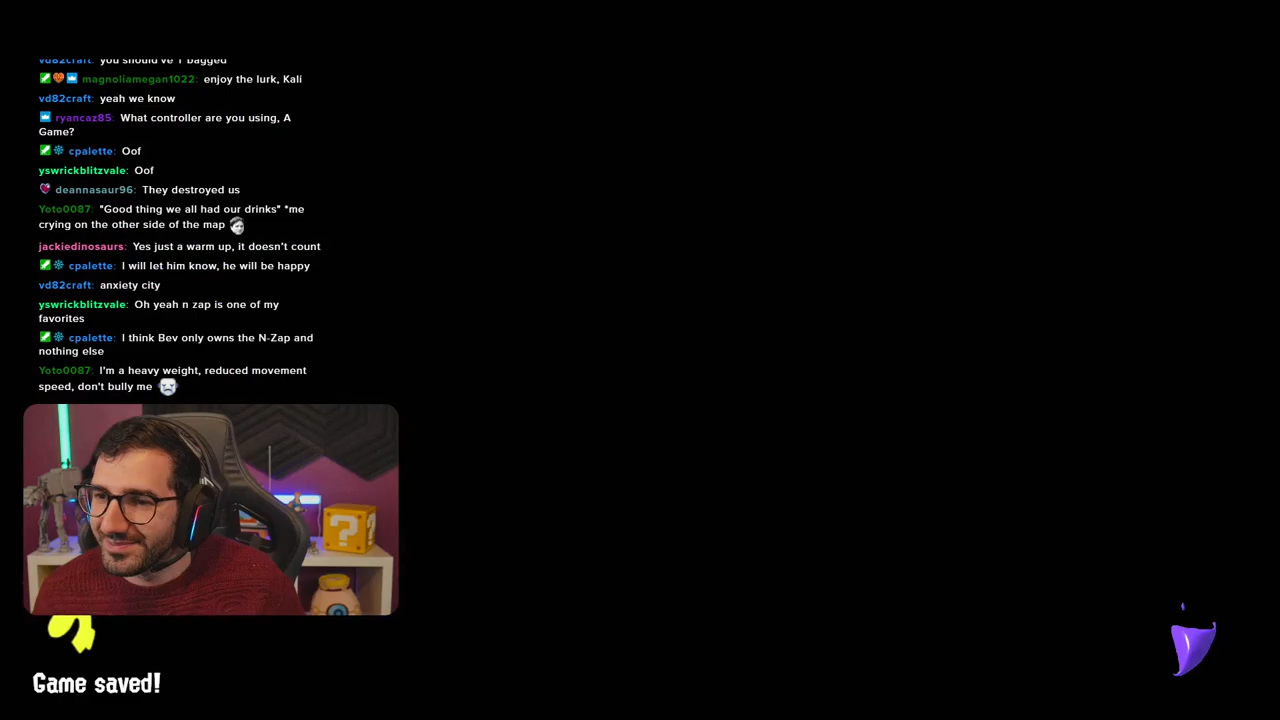 vd82craft: you should've 1 bagged
magnoliamegan1022: enjoy the lurk, Kali
vd82craft: yeah we know
ryancaz85: What controller are you using, A
Game?
cpalette: Oof
yswrickblitzvale: Oof
deannasaur96: They destroyed us
Yoto0087: "Good thing we all had our drinks" *me
crying on the other side of the map
jackiedinosaurs: Yes just a warm up, it doesn't count
cpalette: I will let him know, he will be happy
vd82craft: anxiety city
yswrickblitzvale: Oh yeah n zap is one of my
favorites
cpalette: I think Bev only owns the N-Zap and
nothing else
Yoto0087: I'm a heavy weight, reduced movement
speed, don't bully me
?
Game saved!